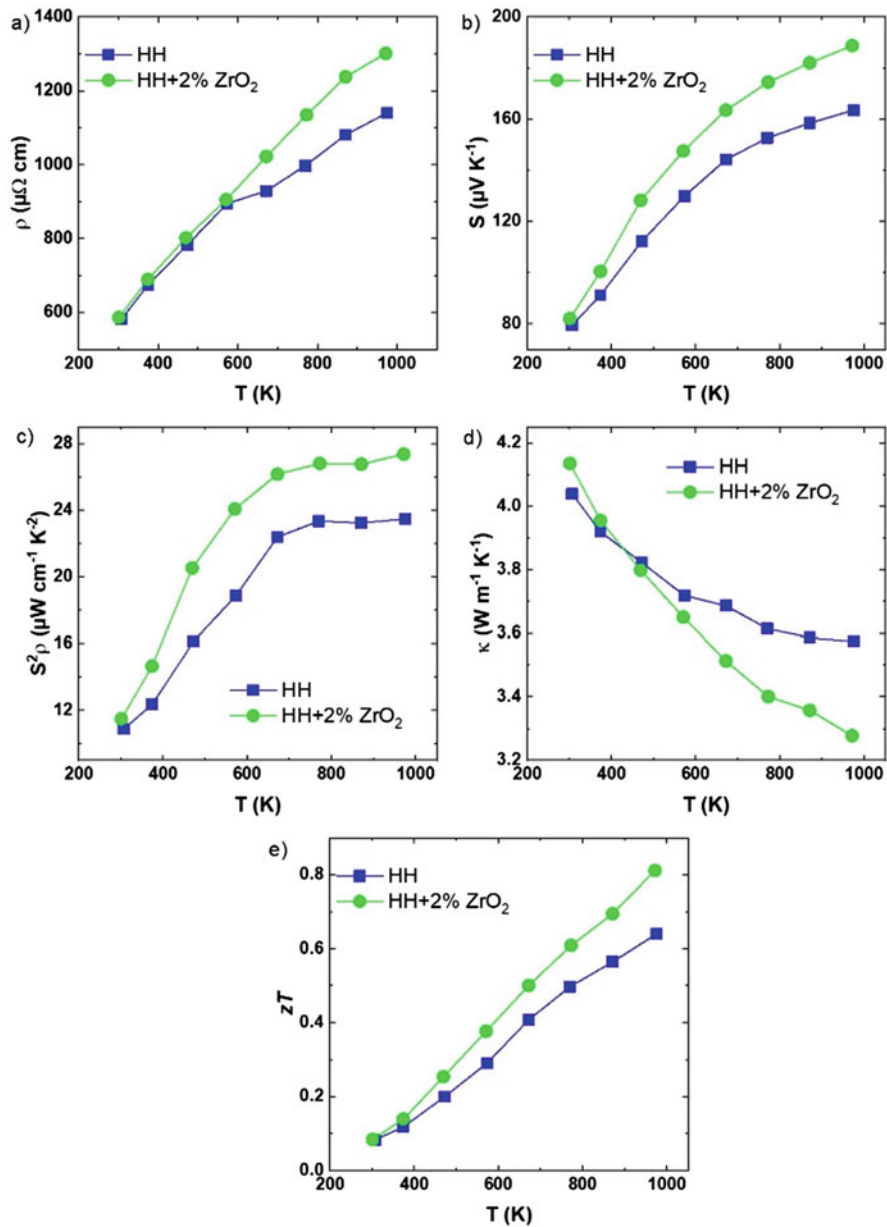 a)
HH
HH+2% ZrO₂
1400
1200
1000
800
600
ρ (μΩ cm)
200 400 600 800 1000
T (K)
b)
HH
HH+2% ZrO₂
200
160
120
80
S (μV K⁻¹)
200 400 600 800 1000
T (K)
c)
28
24
20
16
12
S²ρ (μW cm⁻¹ K⁻²)
HH
HH+2% ZrO₂
200 400 600 800 1000
T (K)
d)
4.2
4.0
3.8
3.6
3.4
3.2
κ (W m⁻¹ K⁻¹)
HH
HH+2% ZrO₂
200 400 600 800 1000
T (K)
e)
HH
HH+2% ZrO₂
0.8
0.6
0.4
0.2
0.0
zT
200 400 600 800 1000
T (K)